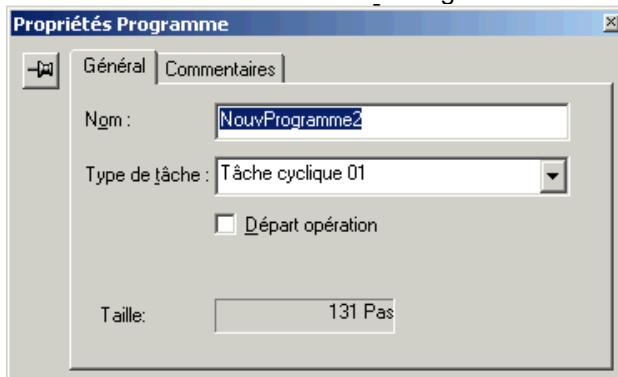 Propriétés Programme
Général Commentaires
Nom : NouvProgramme2
Type de tâche : Tâche cyclique 01
Départ opération
Taille: 131 Pas